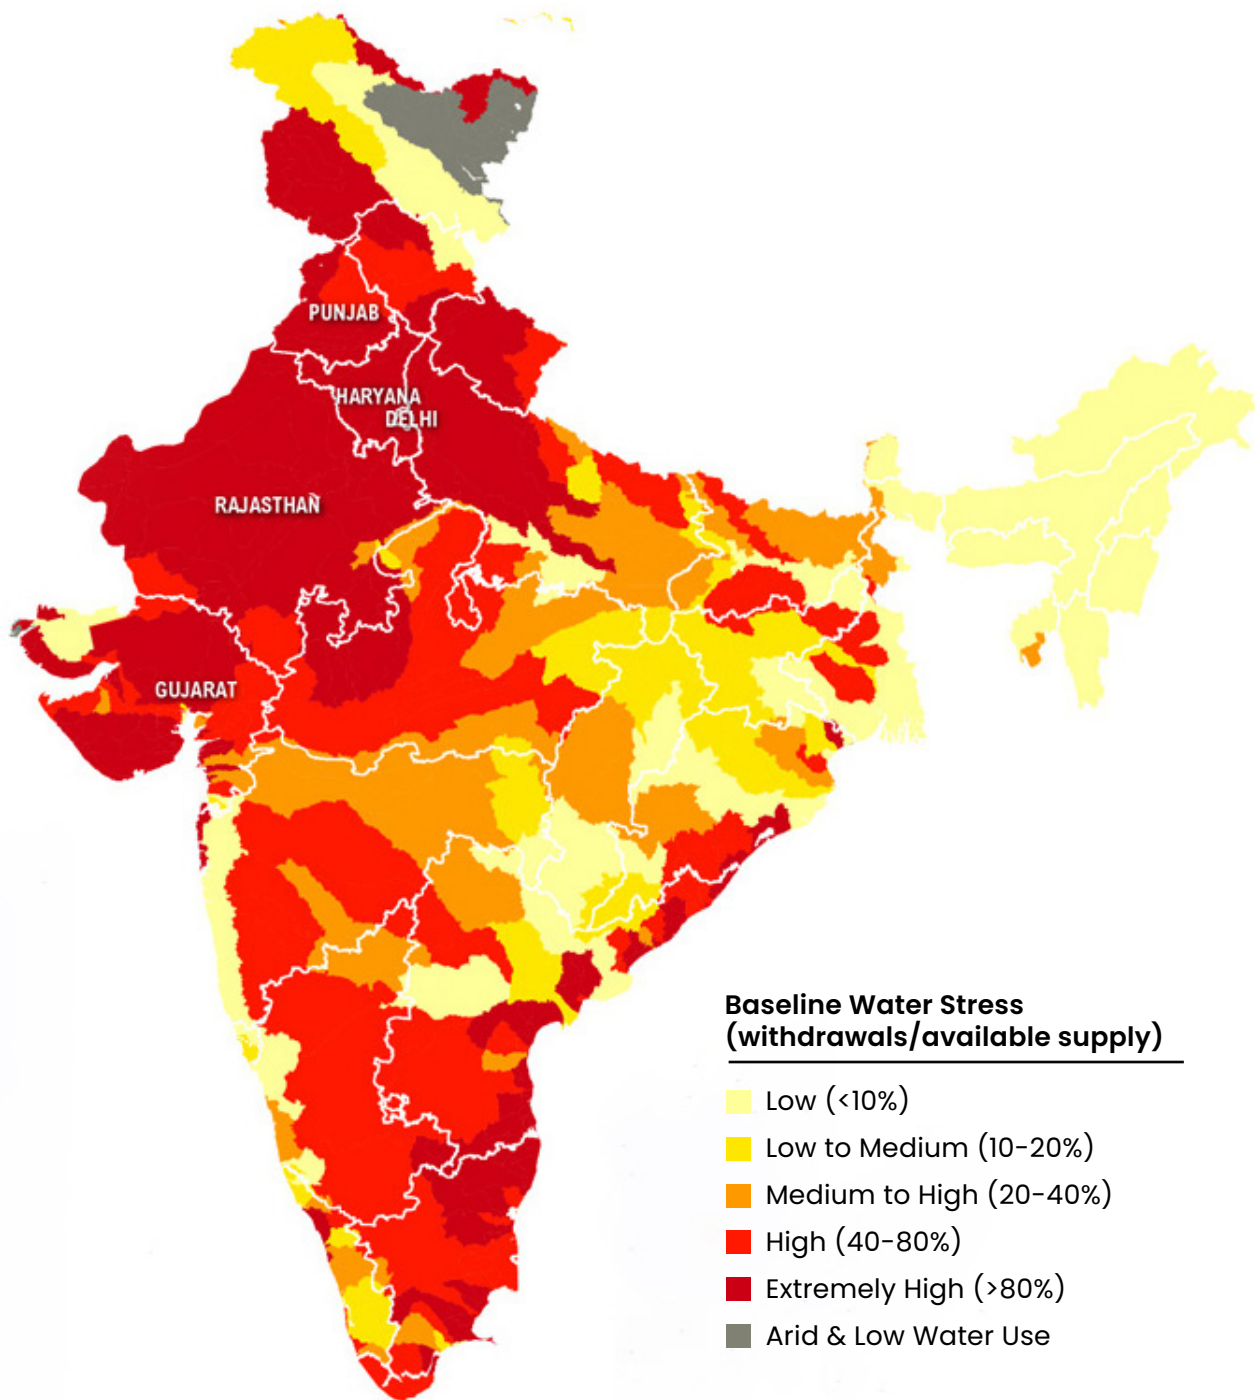 PUNJAB
HARYANA
DELHI
RAJASTHAN
GUJARAT
Baseline Water Stress
(withdrawals/available supply)
Low (<10%)
Low to Medium (10-20%)
Medium to High (20-40%)
High (40-80%)
Extremely High (>80%)
Arid & Low Water Use